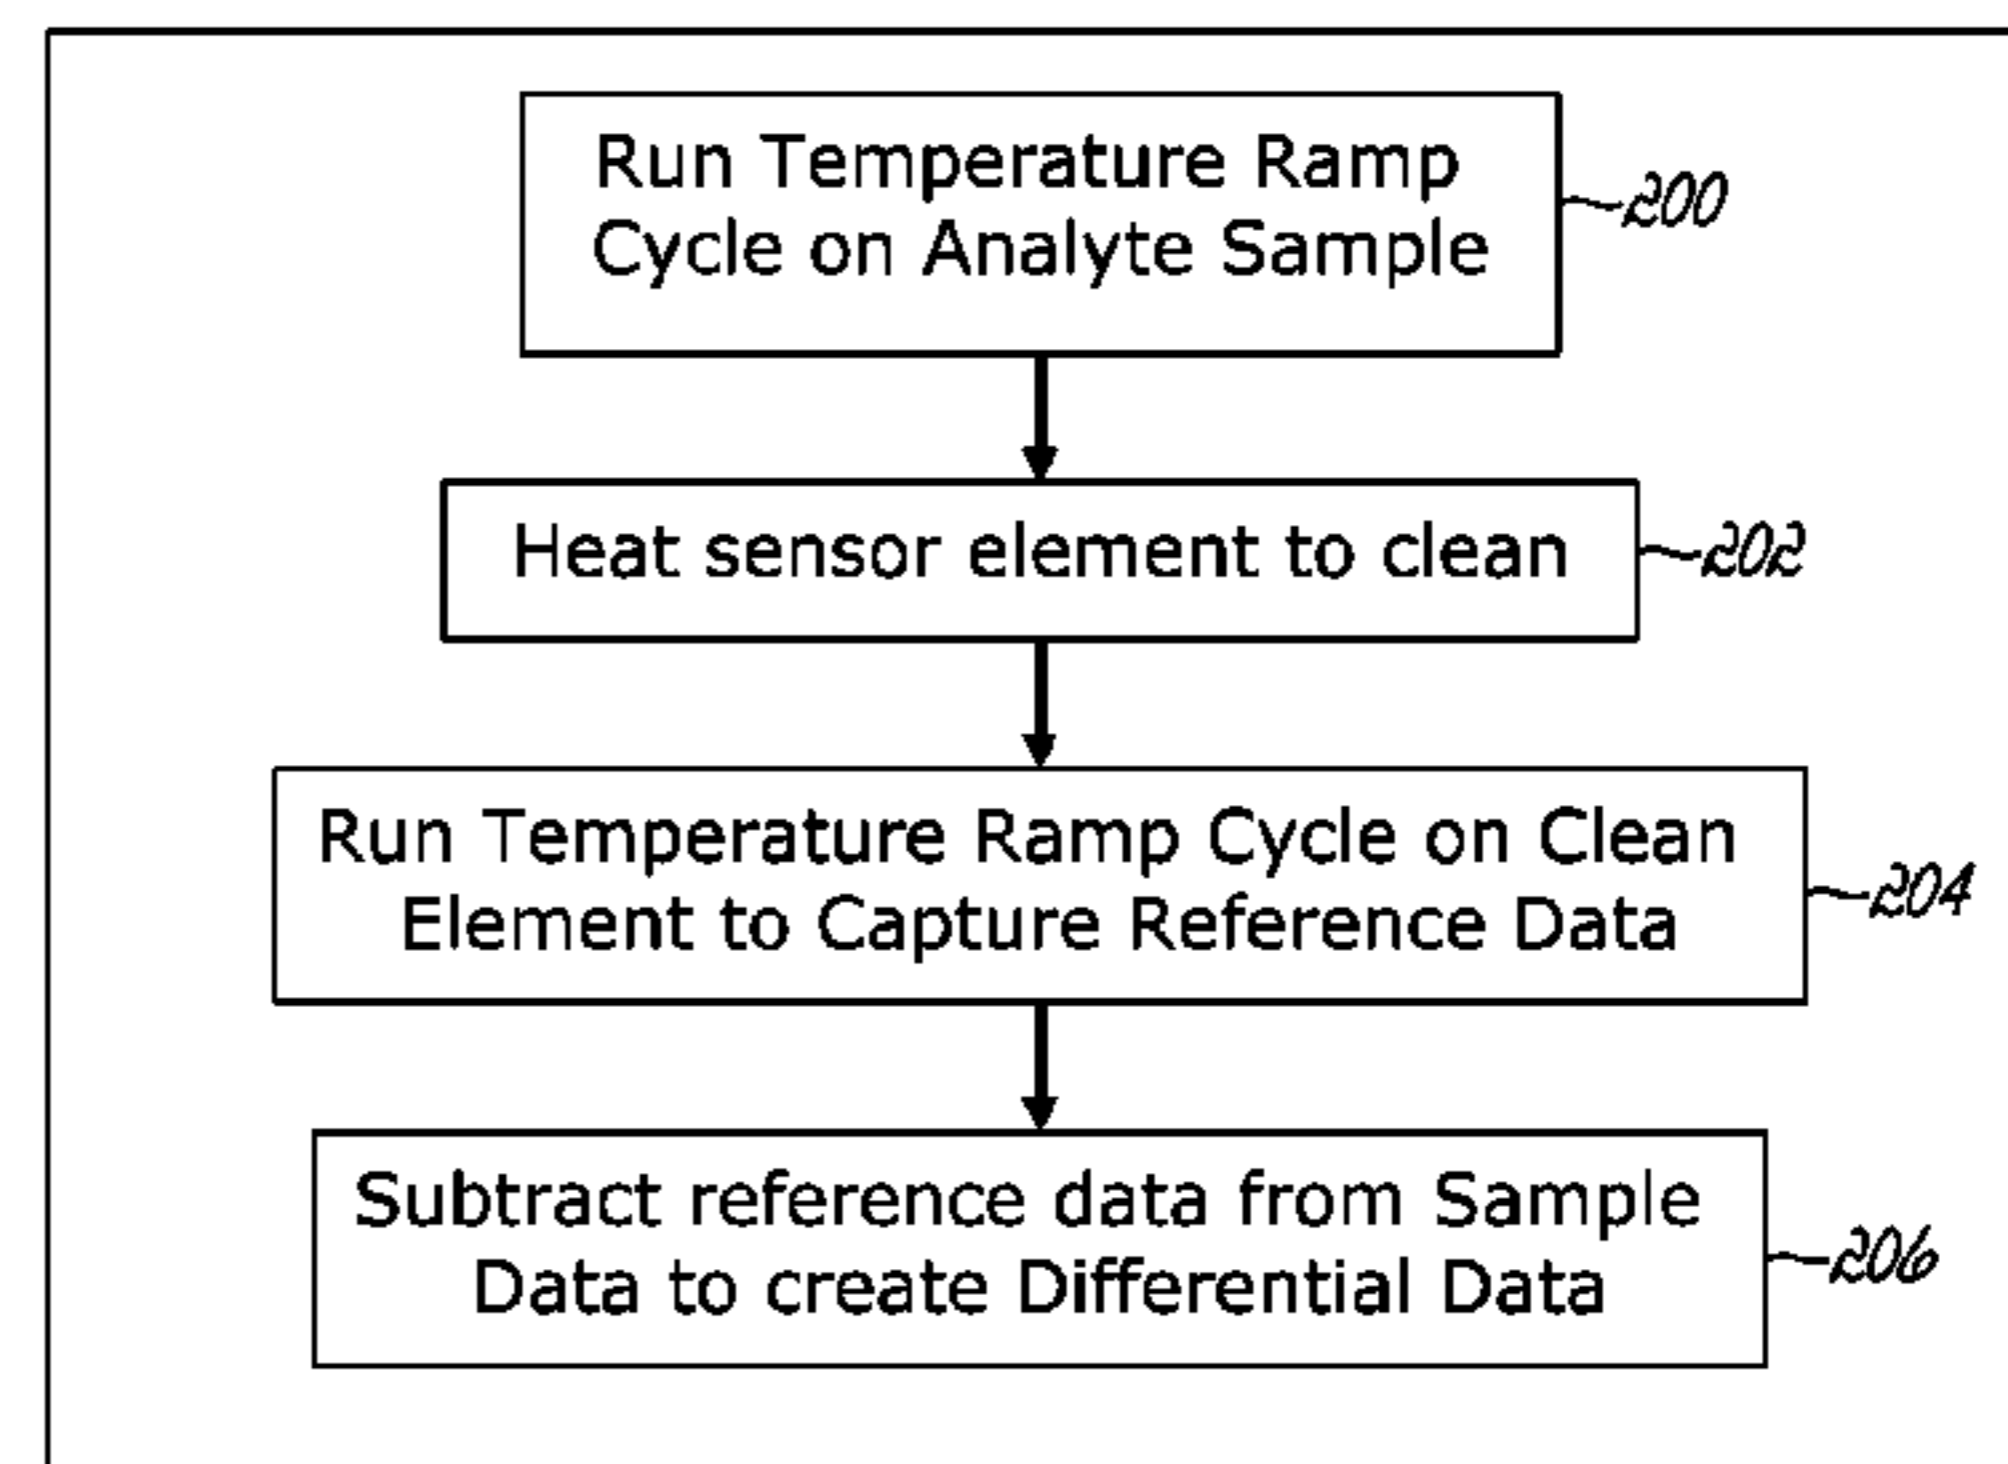 Run Temperature Ramp
Cycle on Analyte Sample
200
Heat sensor element to clean
202
Run Temperature Ramp Cycle on Clean
Element to Capture Reference Data
204
Subtract reference data from Sample
Data to create Differential Data
206